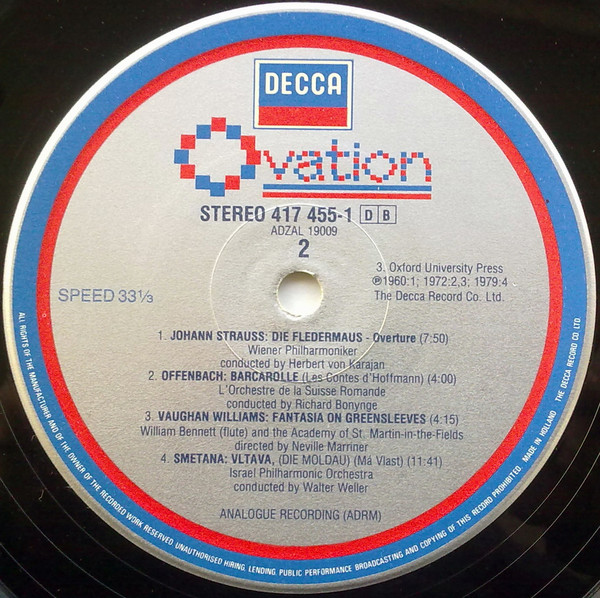 DECCA
Ovation
STEREO 417 455-1 DB
ADZAL 19009
2
3. Oxford University Press
℗1960:1; 1972:2,3; 1979:4
The Decca Record Co. Ltd.
SPEED 33⅓
1. JOHANN STRAUSS: DIE FLEDERMAUS - Overture (7:50)
Wiener Philharmoniker
conducted by Herbert von Karajan
2. OFFENBACH: BARCAROLLE (Les Contes d'Hoffmann) (4:00)
L'Orchestre de la Suisse Romande
conducted by Richard Bonynge
3. VAUGHAN WILLIAMS: FANTASIA ON GREENSLEEVES (4:15)
William Bennett (flute) and the Academy of St. Martin-in-the-Fields
directed by Neville Marriner
4. SMETANA: VLTAVA, (DIE MOLDAU) (Má Vlast) (11:41)
Israel Philharmonic Orchestra
conducted by Walter Weller
ANALOGUE RECORDING (ADRM)
ALL RIGHTS OF THE MANUFACTURER AND OF THE OWNER OF THE RECORDED WORK RESERVED. UNAUTHORISED HIRING, LENDING, PUBLIC PERFORMANCE BROADCASTING AND COPYING OF THIS RECORD PROHIBITED. MADE IN HOLLAND THE DECCA RECORD CO. LTD.